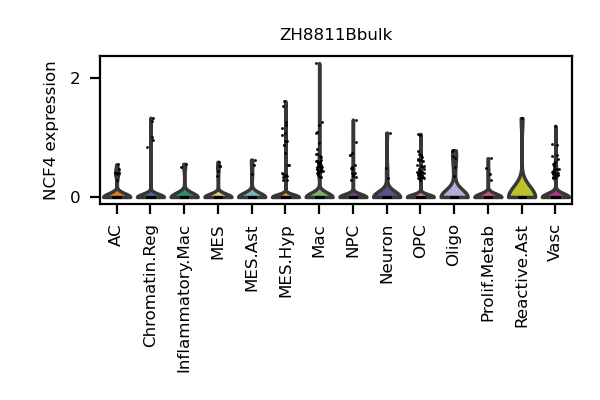 ZH8811Bbulk
NCF4 expression
2
0
AC
Chromatin.Reg
Inflammatory.Mac
MES
MES.Ast
MES.Hyp
Mac
NPC
Neuron
OPC
Oligo
Prolif.Metab
Reactive.Ast
Vasc